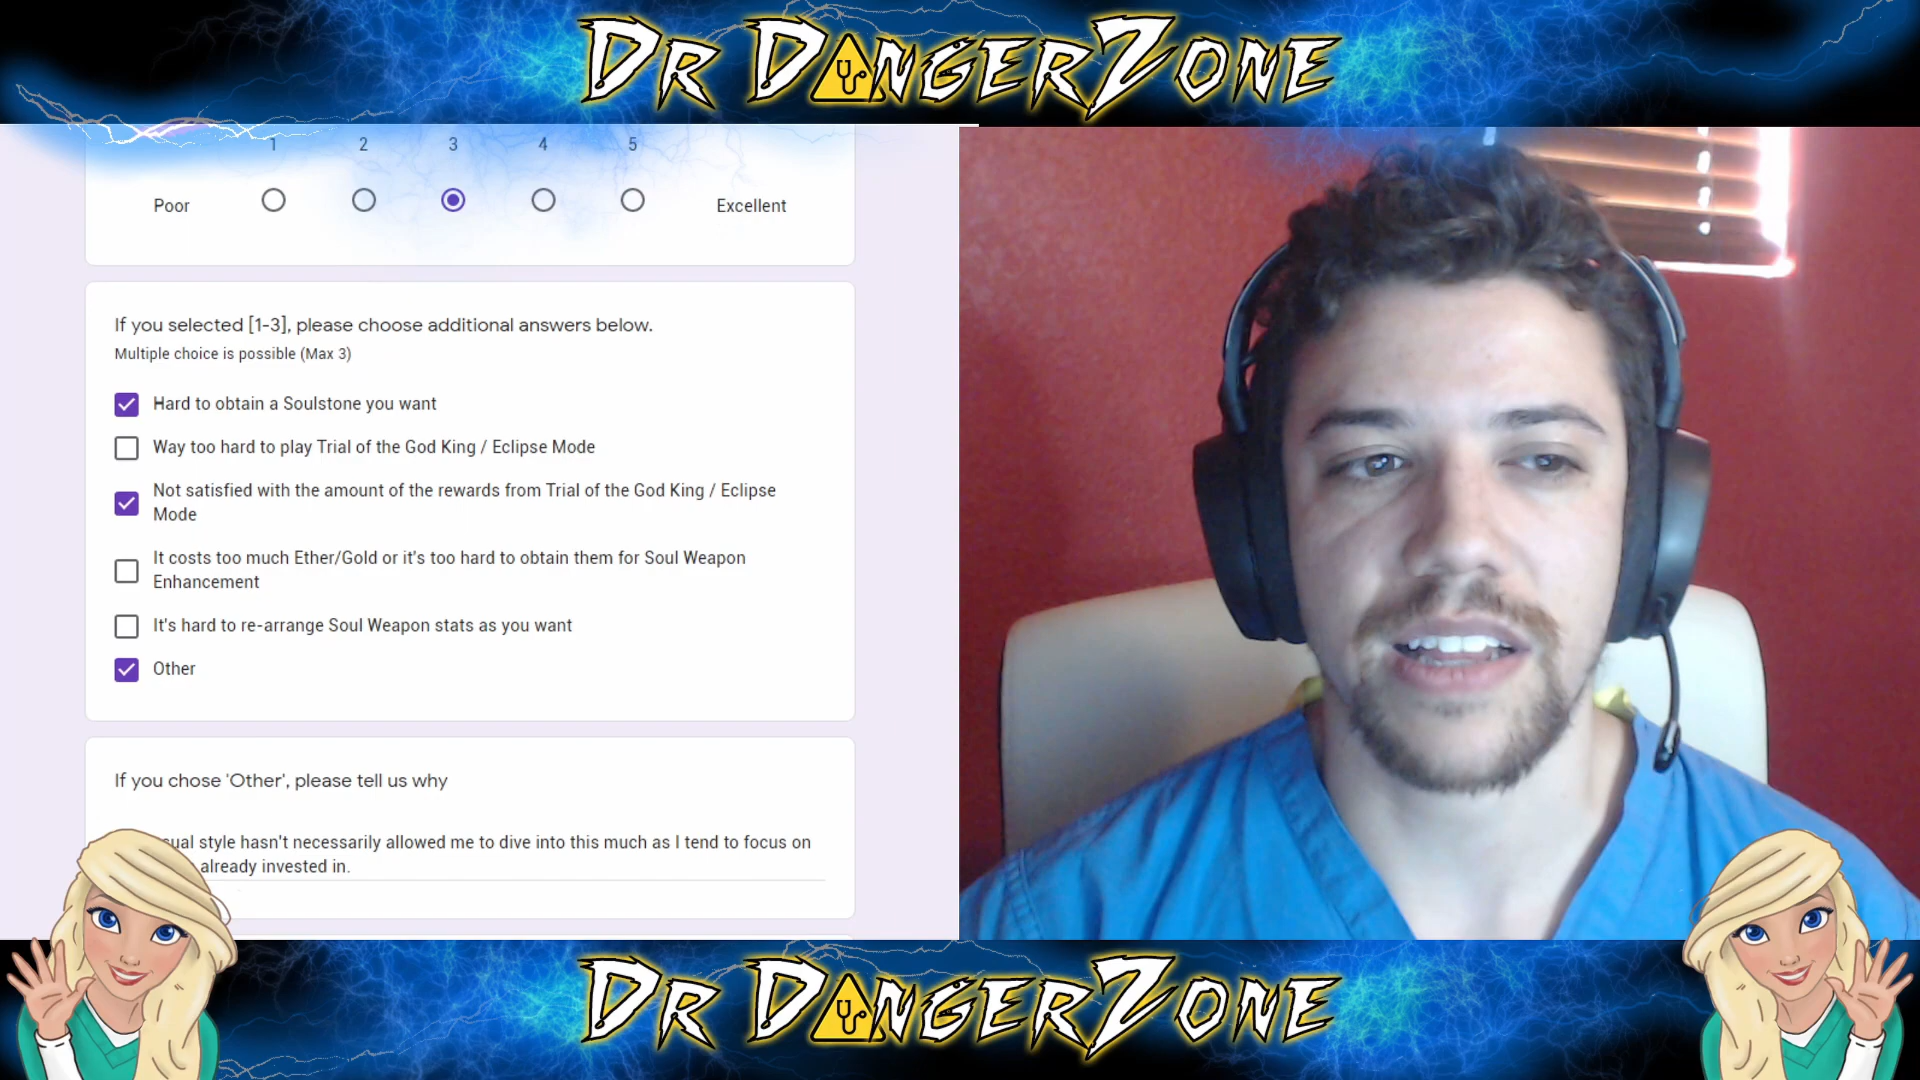 DR DANGERZONE
1 2 3 4 5
Poor Excellent
If you selected [1-3], please choose additional answers below.
Multiple choice is possible (Max 3)
Hard to obtain a Soulstone you want
Way too hard to play Trial of the God King / Eclipse Mode
Not satisfied with the amount of the rewards from Trial of the God King / Eclipse
Mode
It costs too much Ether/Gold or it's too hard to obtain them for Soul Weapon
Enhancement
It's hard to re-arrange Soul Weapon stats as you want
Other
If you chose 'Other', please tell us why
style hasn't necessarily allowed me to dive into this much as I tend to focus on
already invested in.
DR DANGERZONE